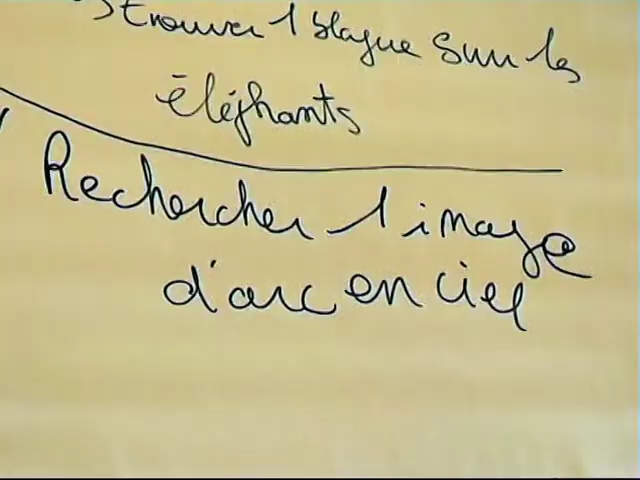 trouver 1 blague sur les
éléphants
Rechercher 1 image
d'arc en ciel